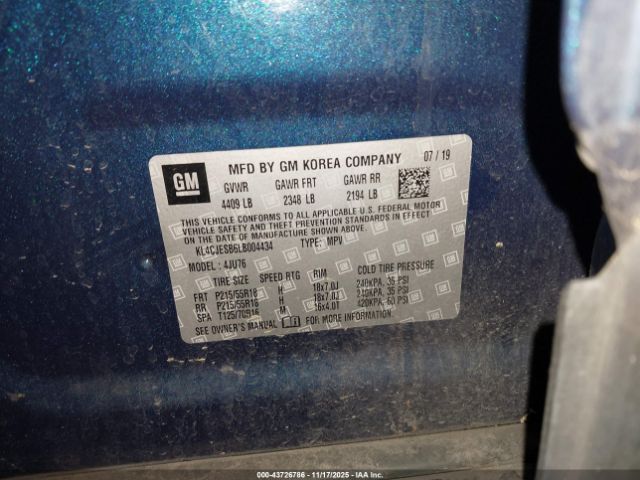 GM
MFD BY GM KOREA COMPANY 07 / 19
GVWR GAWR FRT GAWR RR
4409 LB 2348 LB 2194 LB
THIS VEHICLE CONFORMS TO ALL APPLICABLE U.S. FEDERAL MOTOR
VEHICLE SAFETY AND THEFT PREVENTION STANDARDS IN
EFFECT ON THE DATE OF MANUFACTURE SHOWN ABOVE.
KL4CJESB6LB004434 TYPE: MPV
MODEL : 4JU76
TIRE SIZE SPEED RTG RIM COLD TIRE PRESSURE
FRT P215/55R18 H 18x7.0J 240KPA, 35 PSI
RR P215/55R18 H 18x7.0J 240KPA, 35 PSI
SPA T125/70R16 M 16x4.0T 420KPA, 60 PSI
SEE OWNER'S MANUAL FOR MORE INFORMATION.
000-43726786 - 11/17/2025 - Copyright © IAA, LLC